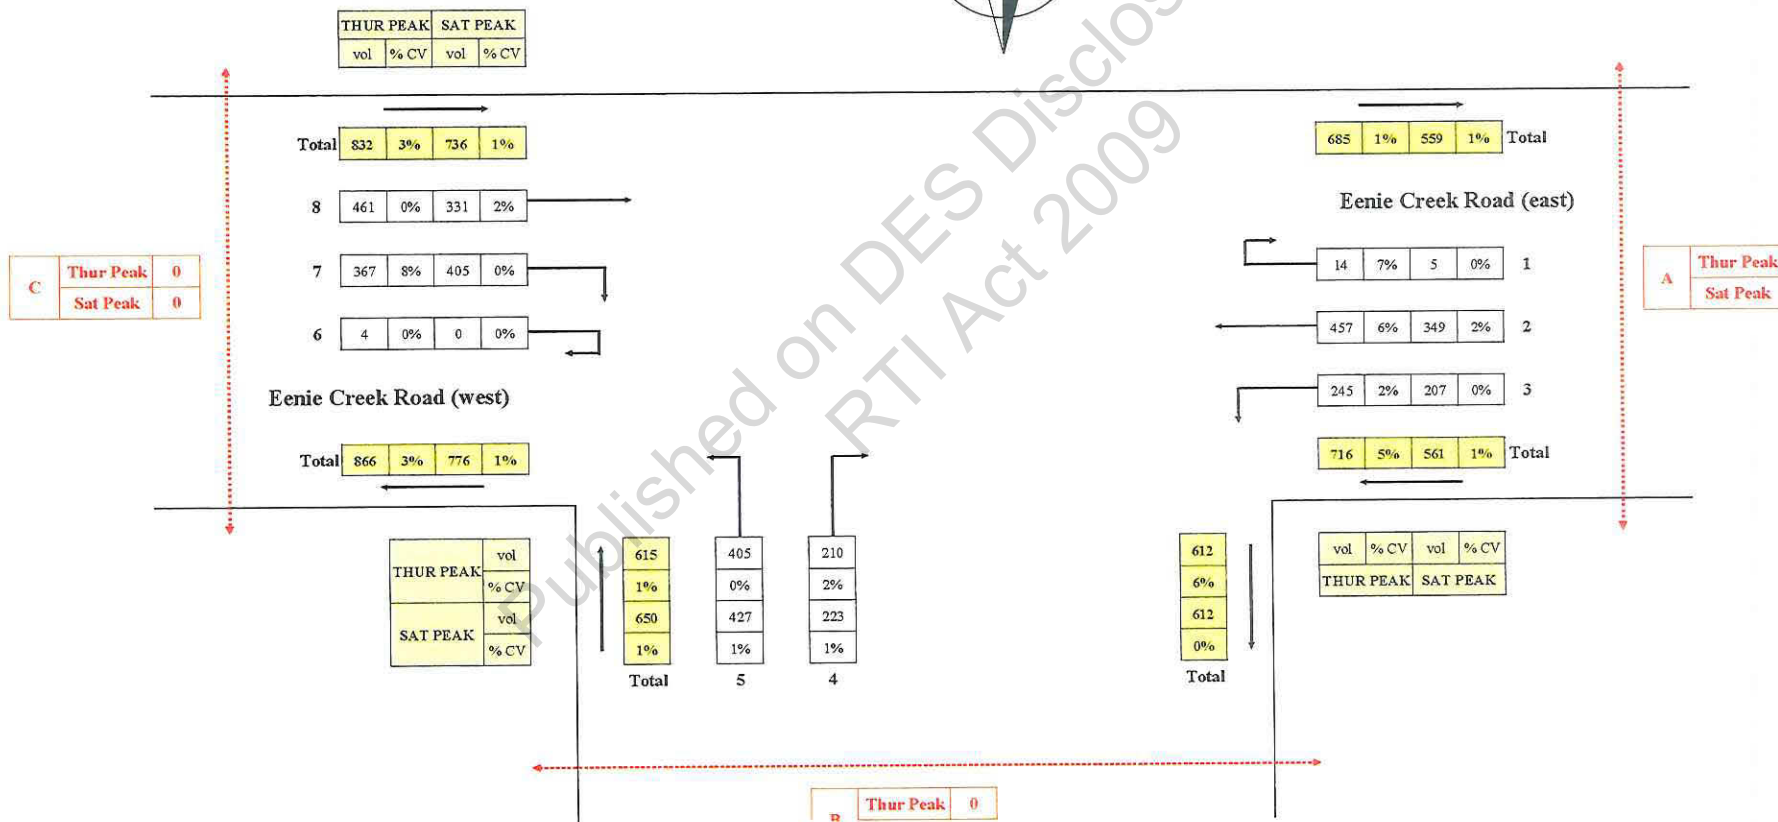 THUR PEAK SAT PEAK
vol % CV vol % CV
Total 832 3% 736 1%
685 1% 559 1% Total
8 461 0% 331 2%
Eenie Creek Road (east)
7 367 8% 405 0%
14 7% 5 0% 1
C Thur Peak 0
Sat Peak 0
A Thur Peak
Sat Peak
6 4 0% 0 0%
457 6% 349 2% 2
Eenie Creek Road (west)
245 2% 207 0% 3
Total 866 3% 776 1%
716 5% 561 1% Total
THUR PEAK vol
% CV
SAT PEAK vol
% CV
615 405 210
1% 0% 2%
650 427 223
1% 1% 1%
Total 5 4
612
6%
612
0%
Total
vol % CV vol % CV
THUR PEAK SAT PEAK
B Thur Peak 0
Published on DES Disclos
RTI Act 2009